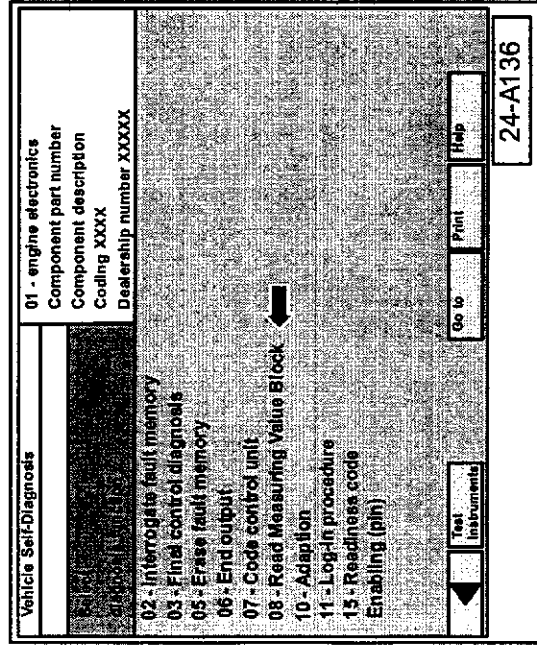 Vehicle Self-Diagnosis
01 - engine electronics
Component part number
Component description
Coding XXXX
Dealership number XXXXX
02 - Interrogate fault memory
03 - Final control diagnosis
05 - Erase fault memory
06 - End output
07 - Code control unit
08 - Read Measuring Value Block
10 - Adaption
11 - Log-in procedure
15 - Readiness code
Enabling (pin)
Test
Instruments
Go to
Print
Help
24-A136